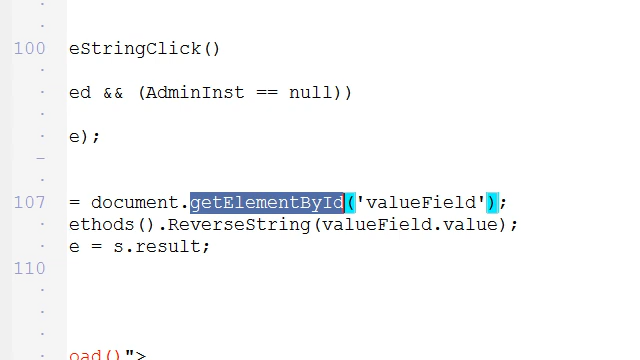 100 eStringClick()
ed && (AdminInst == null))
e);
107 = document.getElementById('valueField');
ethods().ReverseString(valueField.value);
e = s.result;
110
oad()">